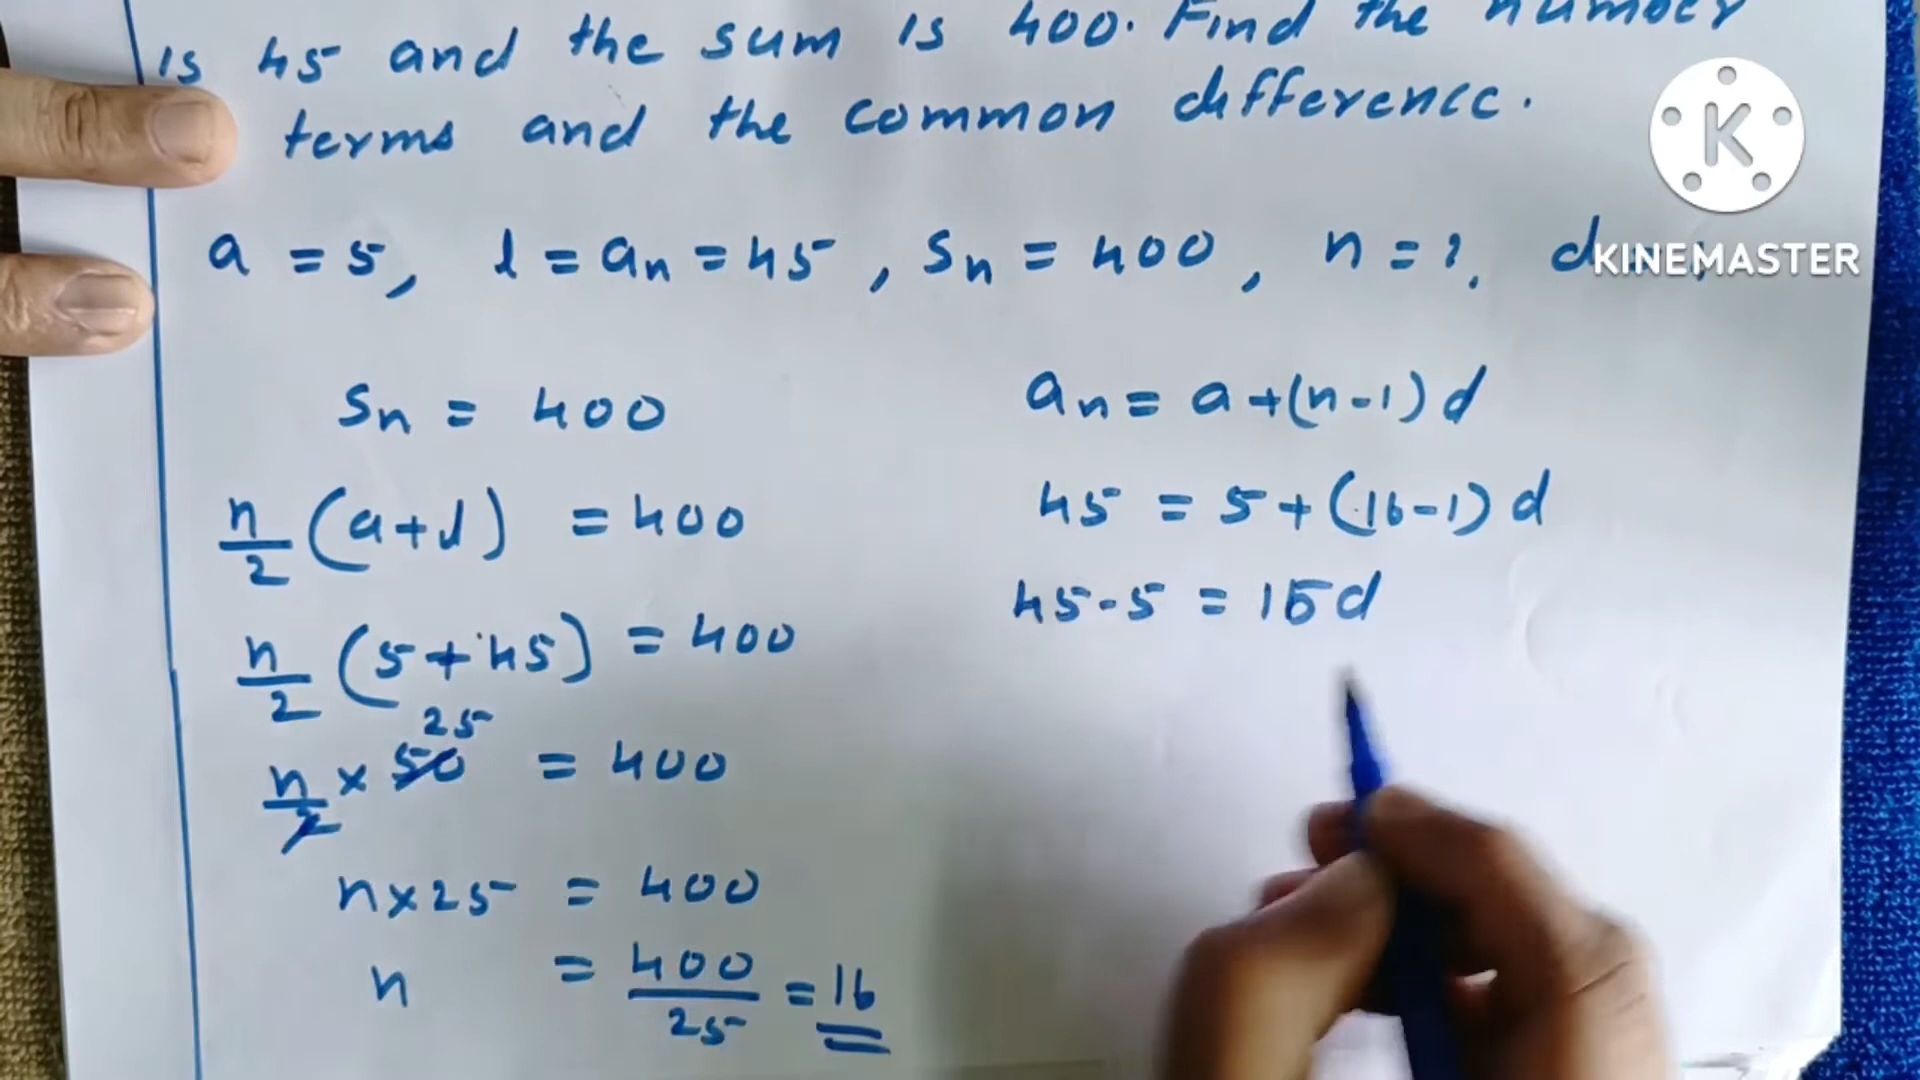 is 45 and the sum is 400. Find the number
terms and the common difference.
K
KINEMASTER
a = 5, l = an = 45, Sn = 400, n = ?, d
Sn = 400
n/2 (a+l) = 400
n/2 (5+45) = 400
25
n/2 × 50 = 400
n×25 = 400
n = 400/25 = 16
an = a+(n-1)d
45 = 5+(16-1)d
45-5 = 15d